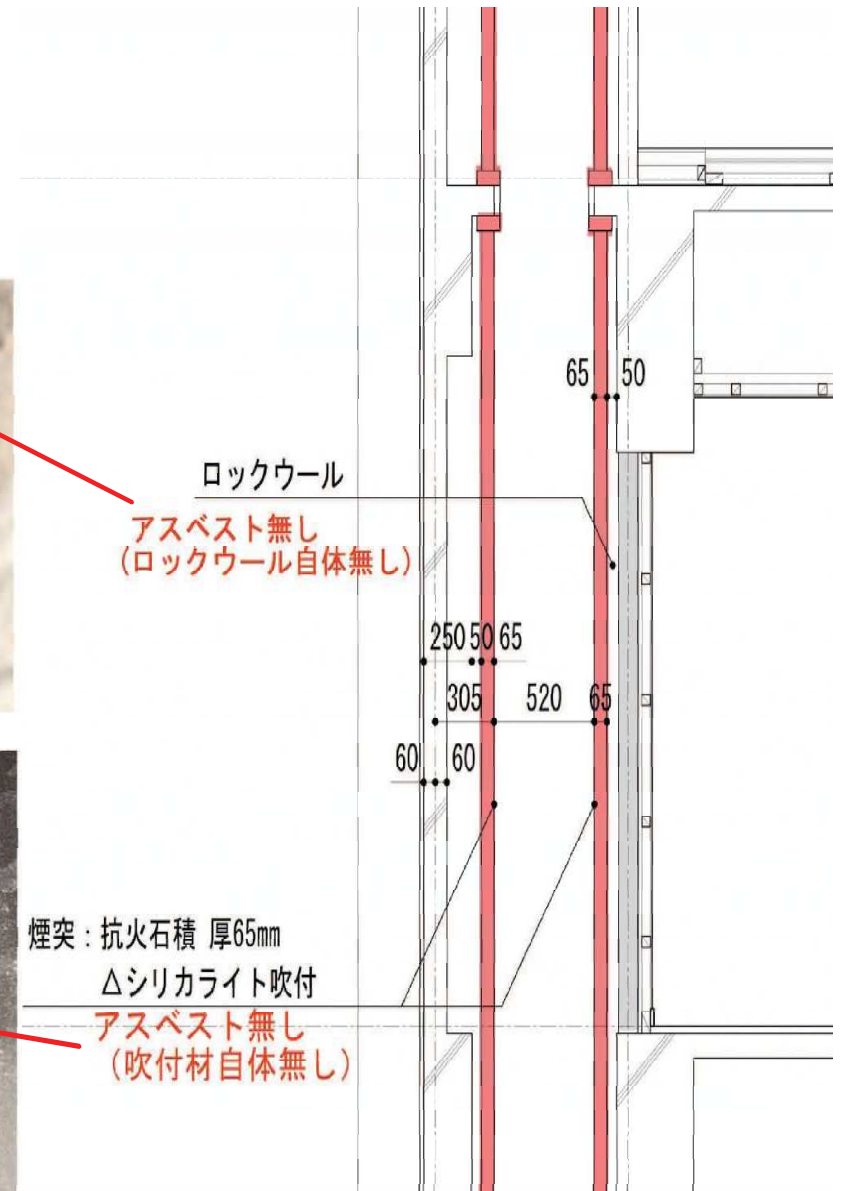 65 50
ロックウール
アスベスト無し
(ロックウール自体無し)
250 50 65
305 520 65
60 60
煙突：抗火石積 厚65mm
△シリカライト吹付
アスベスト無し
(吹付材自体無し)